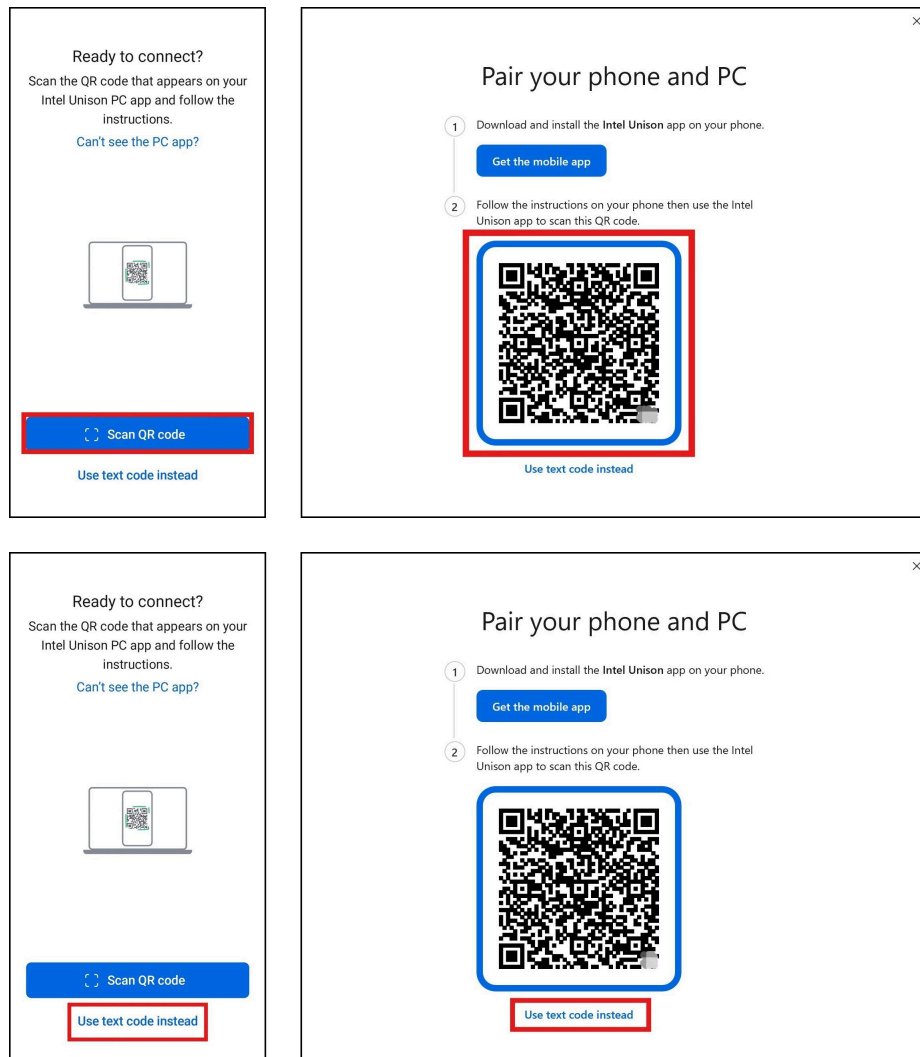 Ready to connect?
Scan the QR code that appears on your
Intel Unison PC app and follow the
instructions.
Can't see the PC app?
Scan QR code
Use text code instead
Pair your phone and PC
1 Download and install the Intel Unison app on your phone.
Get the mobile app
2 Follow the instructions on your phone then use the Intel
Unison app to scan this QR code.
Use text code instead
Ready to connect?
Scan the QR code that appears on your
Intel Unison PC app and follow the
instructions.
Can't see the PC app?
Scan QR code
Use text code instead
Pair your phone and PC
1 Download and install the Intel Unison app on your phone.
Get the mobile app
2 Follow the instructions on your phone then use the Intel
Unison app to scan this QR code.
Use text code instead